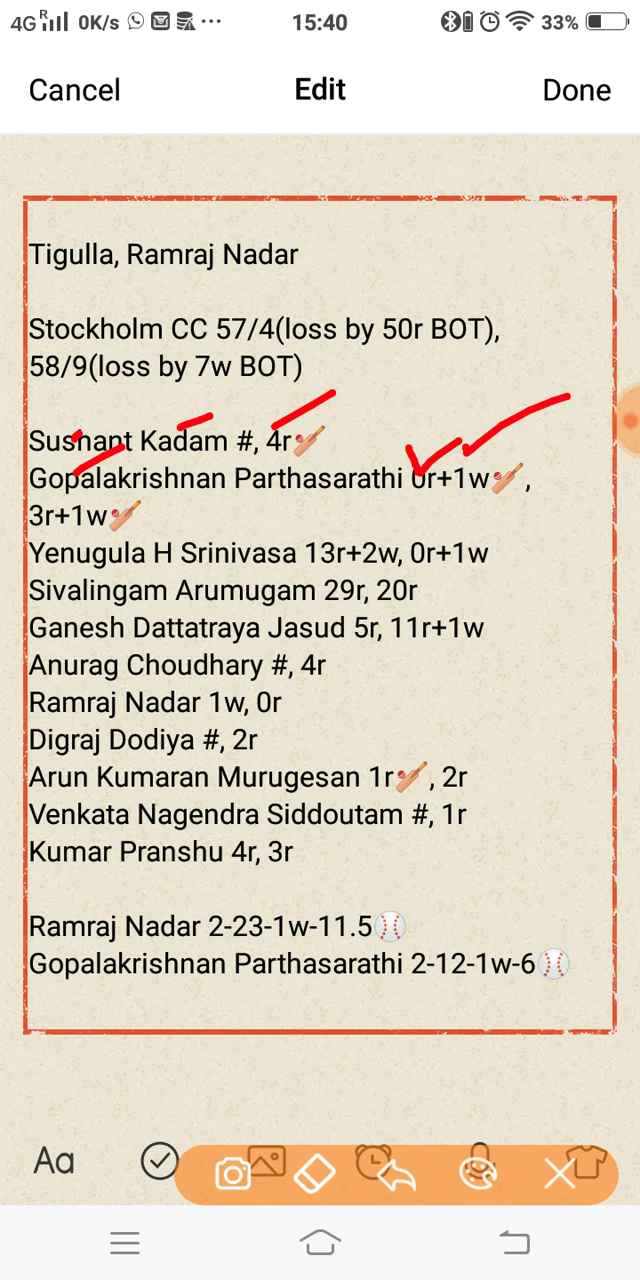 4G R 0K/s ... 15:40 33%
Cancel Edit Done
Tigulla, Ramraj Nadar
Stockholm CC 57/4(loss by 50r BOT),
58/9(loss by 7w BOT)
Sushant Kadam #, 4r🏏
Gopalakrishnan Parthasarathi 0r+1w🏏,
3r+1w🏏
Yenugula H Srinivasa 13r+2w, 0r+1w
Sivalingam Arumugam 29r, 20r
Ganesh Dattatraya Jasud 5r, 11r+1w
Anurag Choudhary #, 4r
Ramraj Nadar 1w, 0r
Digraj Dodiya #, 2r
Arun Kumaran Murugesan 1r🏏, 2r
Venkata Nagendra Siddoutam #, 1r
Kumar Pranshu 4r, 3r
Ramraj Nadar 2-23-1w-11.5⚾
Gopalakrishnan Parthasarathi 2-12-1w-6⚾
Aa